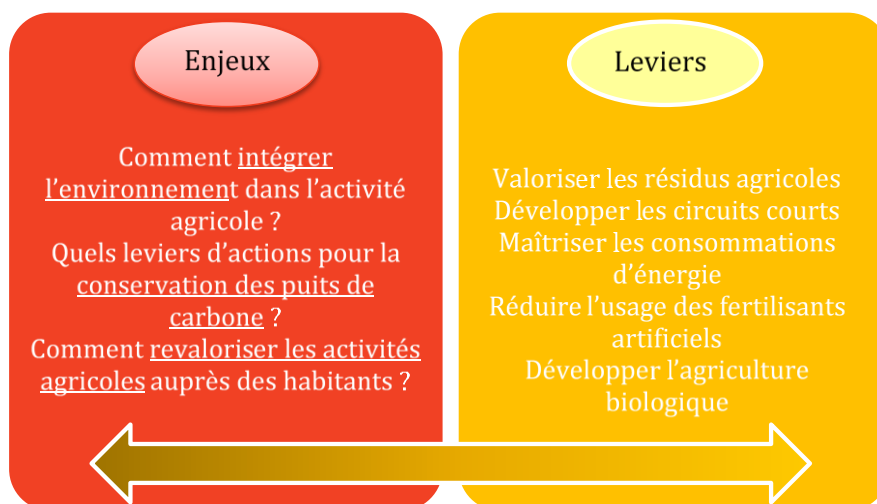 Enjeux
Comment intégrer
l'environnement dans l'activité
agricole ?
Quels leviers d'actions pour la
conservation des puits de
carbone ?
Comment revaloriser les activités
agricoles auprès des habitants ?
Leviers
Valoriser les résidus agricoles
Développer les circuits courts
Maîtriser les consommations
d'énergie
Réduire l'usage des fertilisants
artificiels
Développer l'agriculture
biologique